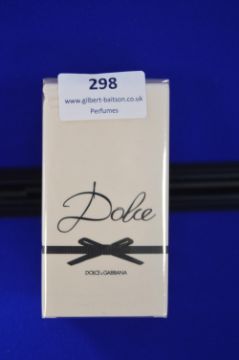 298
www.gilbert-baitson.co.uk
Perfumes
Dolce
DOLCE & GABBANA